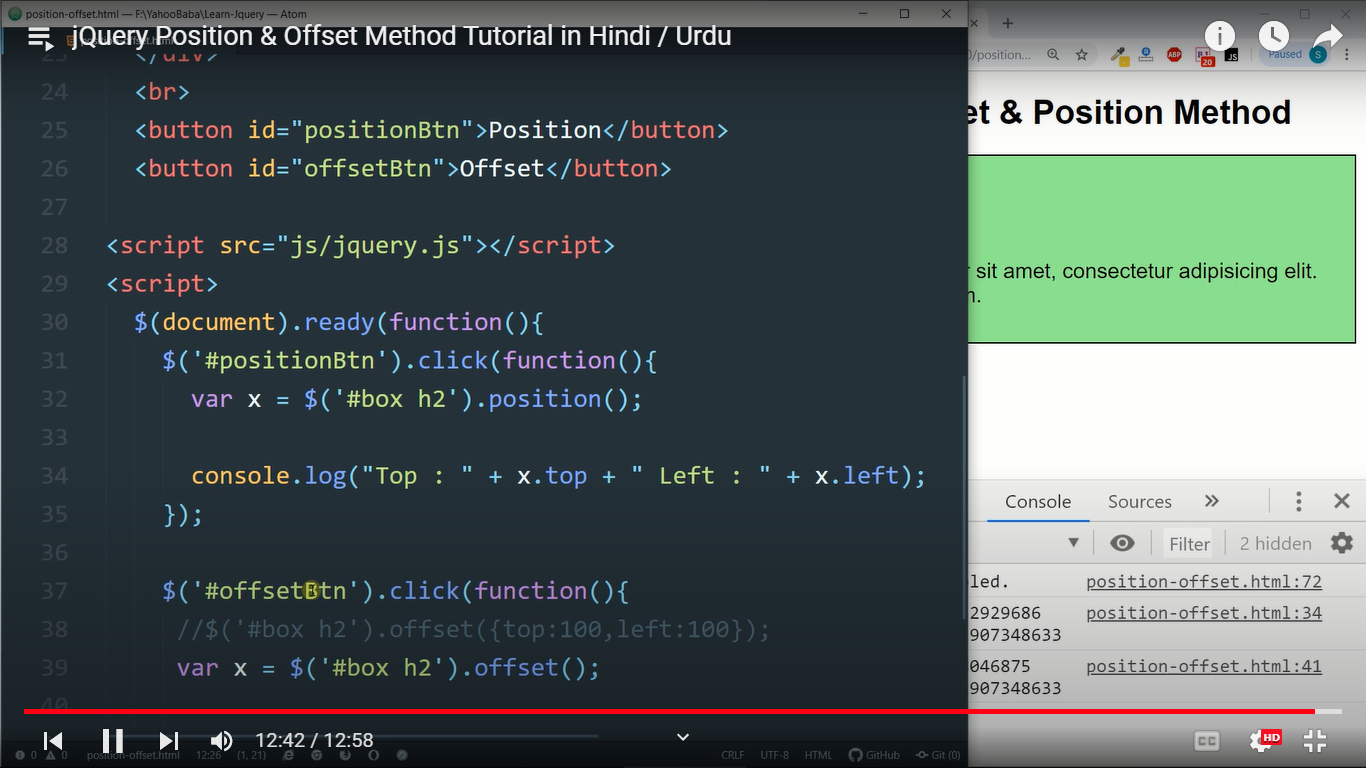 position-offset.html — F:\YahooBaba\Learn-Jquery — Atom
jQuery Position & Offset Method Tutorial in Hindi / Urdu
0/position...
ABP
20
JS
Paused
S
23 </div>
24 <br>
25 <button id="positionBtn">Position</button>
26 <button id="offsetBtn">Offset</button>
27
28 <script src="js/jquery.js"></script>
29 <script>
30 $(document).ready(function(){
31 $('#positionBtn').click(function(){
32 var x = $('#box h2').position();
33
34 console.log("Top : " + x.top + " Left : " + x.left);
35 });
36
37 $('#offsetBtn').click(function(){
38 //$('#box h2').offset({top:100,left:100});
39 var x = $('#box h2').offset();
40
et & Position Method
r sit amet, consectetur adipisicing elit.
n.
Console Sources
Filter 2 hidden
led. position-offset.html:72
2929686 position-offset.html:34
907348633
046875 position-offset.html:41
907348633
12:42 / 12:58
CC
HD
0 0 position-offset.html 12:26 (1, 21)
CRLF UTF-8 HTML GitHub Git (0)